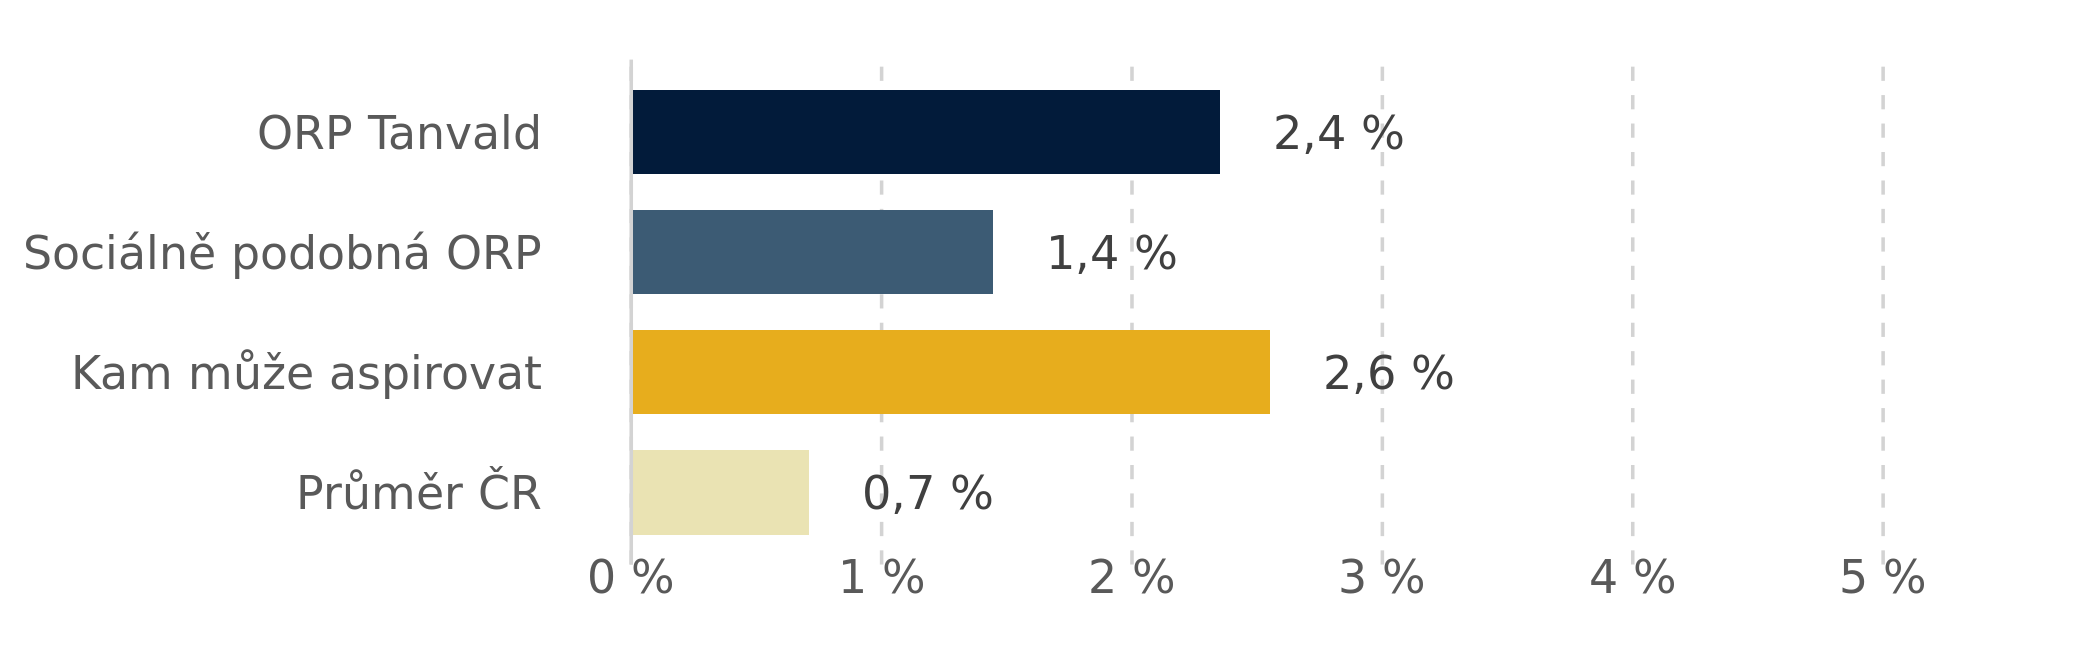 ORP Tanvald 2,4 %
Sociálně podobná ORP 1,4 %
Kam může aspirovat 2,6 %
Průměr ČR 0,7 %
0 % 1 % 2 % 3 % 4 % 5 %